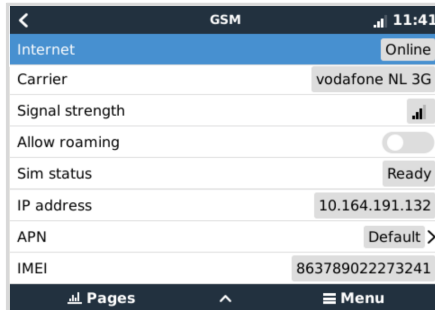 GSM 11:41
Internet Online
Carrier vodafone NL 3G
Signal strength
Allow roaming
Sim status Ready
IP address 10.164.191.132
APN Default
IMEI 863789022273241
Pages Menu